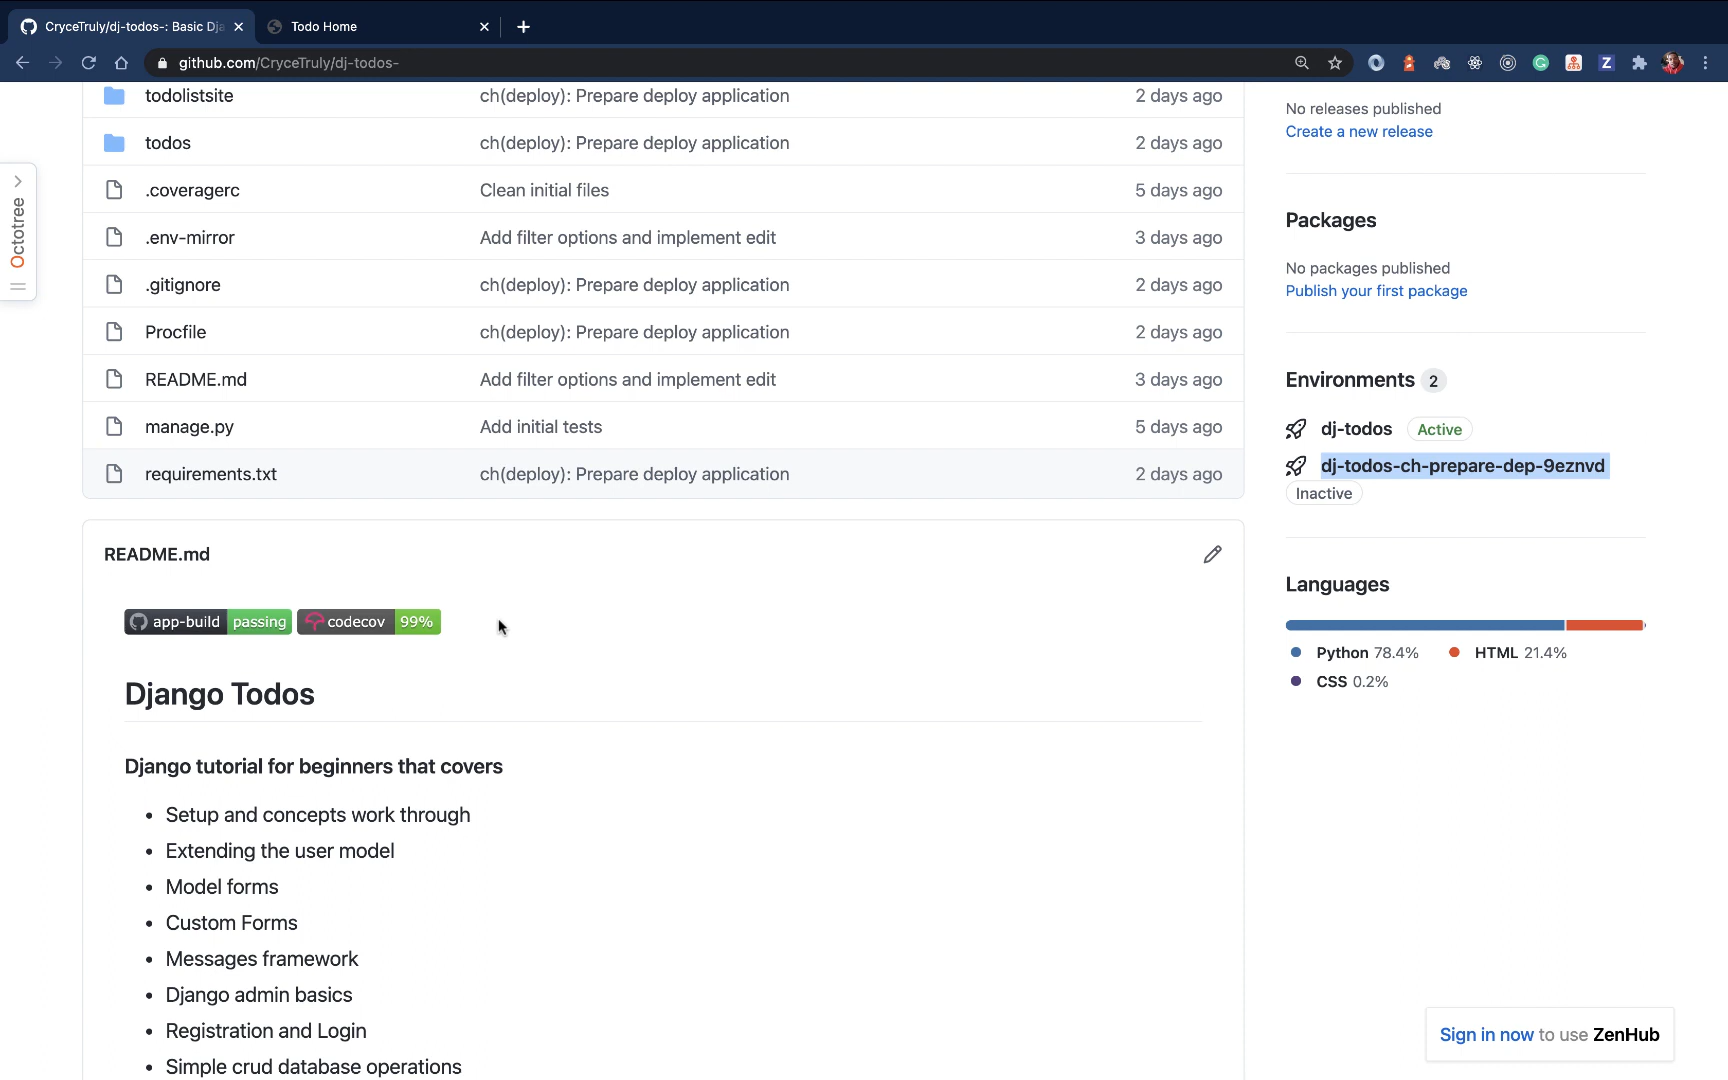 CryceTruly/dj-todos-: Basic Dja
Todo Home
github.com/CryceTruly/dj-todos-
todolistsite ch(deploy): Prepare deploy application 2 days ago
todos ch(deploy): Prepare deploy application 2 days ago
.coveragerc Clean initial files 5 days ago
.env-mirror Add filter options and implement edit 3 days ago
.gitignore ch(deploy): Prepare deploy application 2 days ago
Procfile ch(deploy): Prepare deploy application 2 days ago
README.md Add filter options and implement edit 3 days ago
manage.py Add initial tests 5 days ago
requirements.txt ch(deploy): Prepare deploy application 2 days ago
Octotree
README.md
app-build passing codecov 99%
Django Todos
Django tutorial for beginners that covers
• Setup and concepts work through
• Extending the user model
• Model forms
• Custom Forms
• Messages framework
• Django admin basics
• Registration and Login
• Simple crud database operations
No releases published
Create a new release
Packages
No packages published
Publish your first package
Environments 2
dj-todos Active
dj-todos-ch-prepare-dep-9eznvd
Inactive
Languages
Python 78.4% HTML 21.4%
CSS 0.2%
Sign in now to use ZenHub